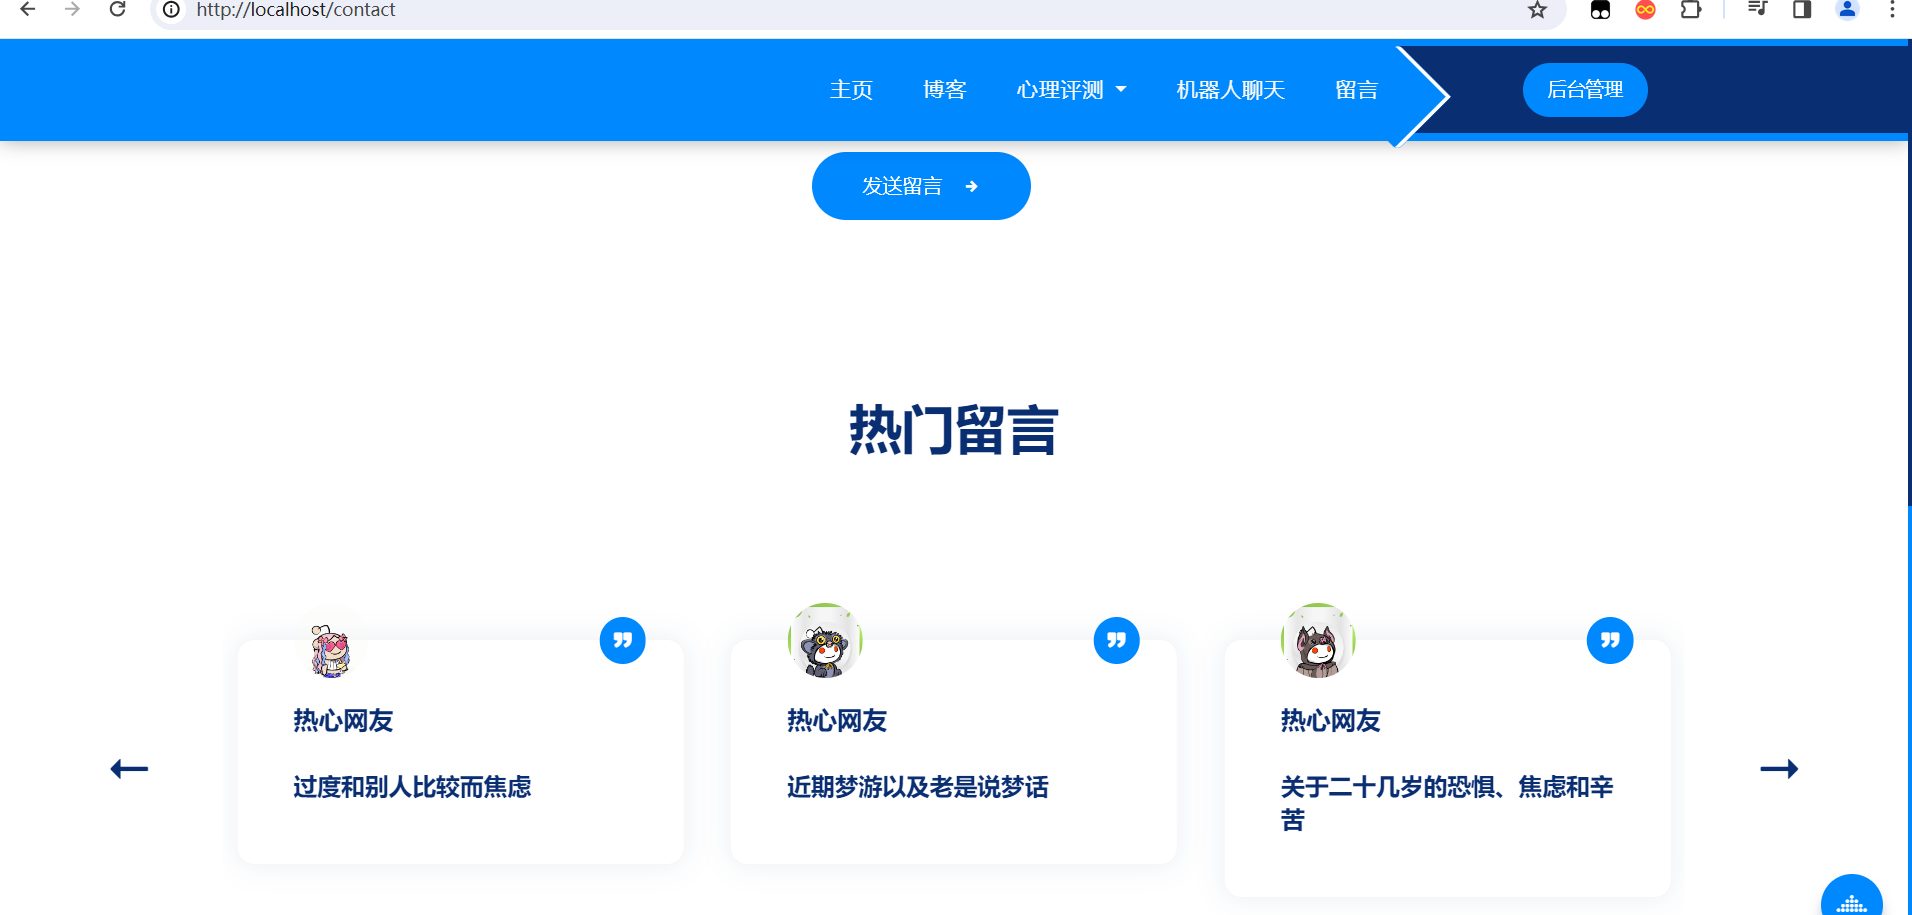 http://localhost/contact
主页 博客 心理评测 机器人聊天 留言 后台管理
发送留言
热门留言
热心网友
过度和别人比较而焦虑
热心网友
近期梦游以及老是说梦话
热心网友
关于二十几岁的恐惧、焦虑和辛
苦